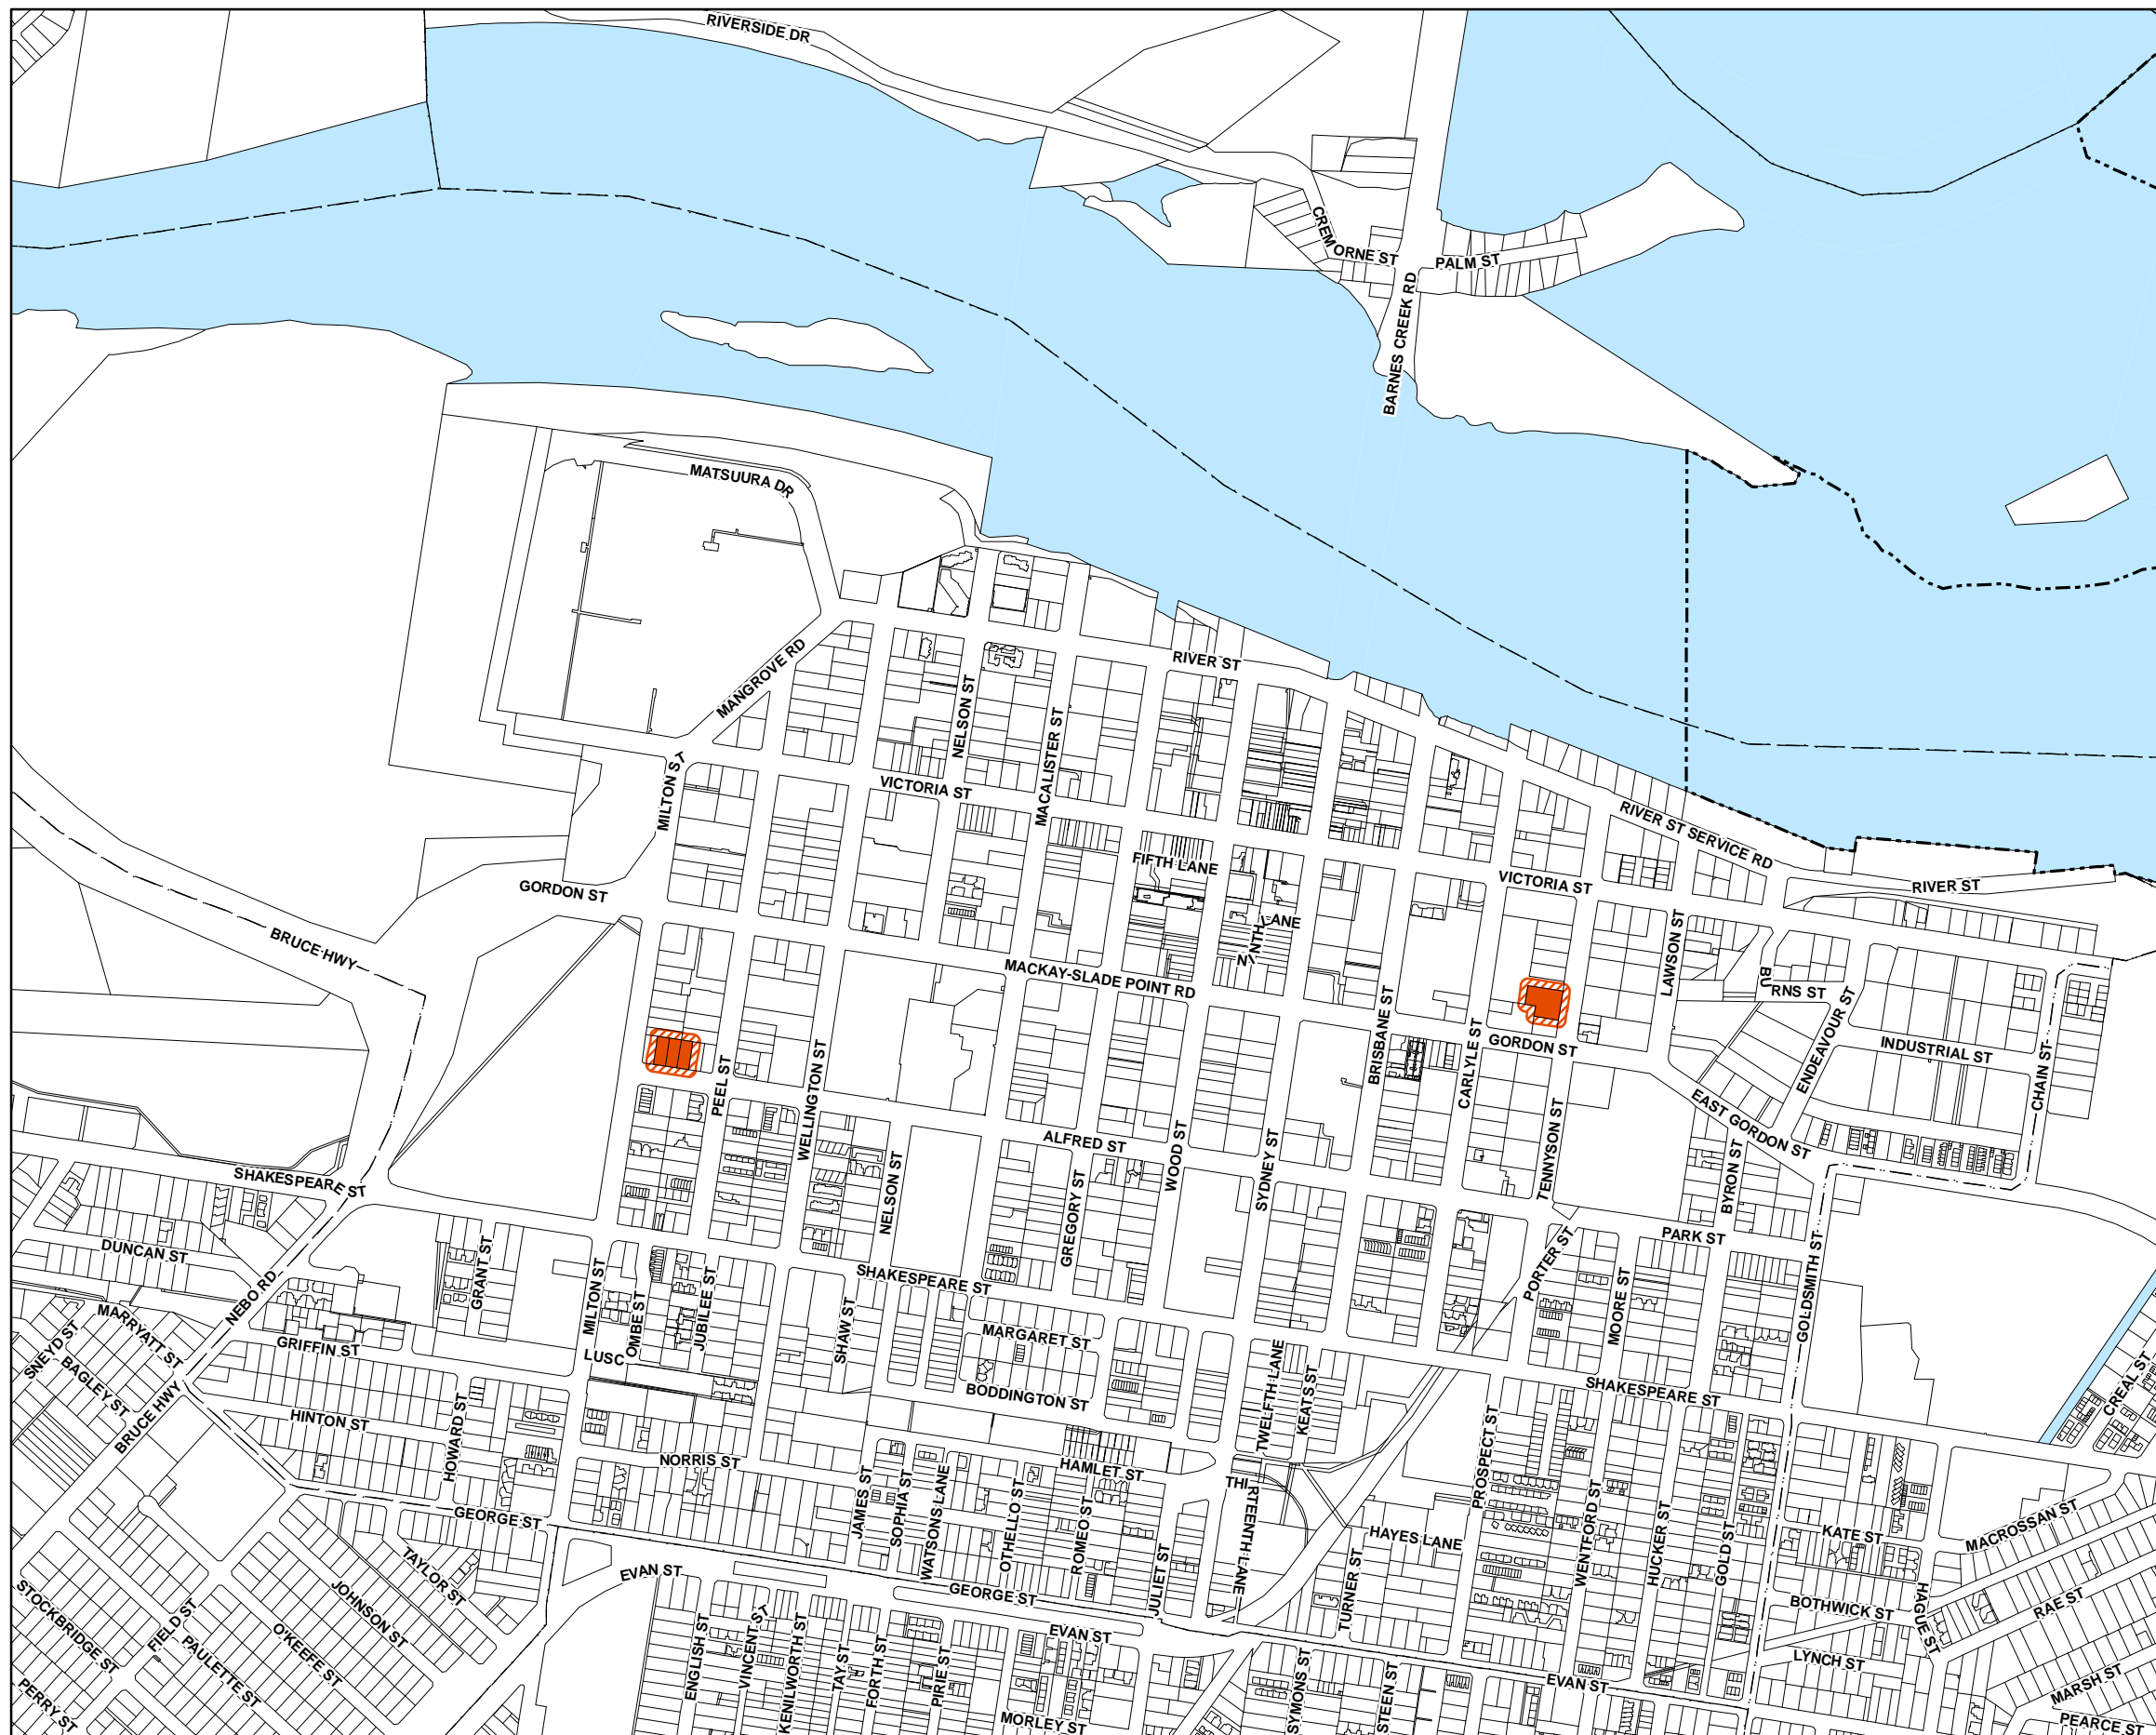 RIVERSIDE DR
CREMORNE ST
PALM ST
BARNES CREEK RD
MATSUURA DR
RIVER ST
MANGROVE RD
NELSON ST
MACALISTER ST
MILTON ST
VICTORIA ST
RIVER ST SERVICE RD
FIFTH LANE
VICTORIA ST
RIVER ST
GORDON ST
NINTH LANE
LAWSON ST
BRUCE HWY
MACKAY-SLADE POINT RD
BURNS ST
BRISBANE ST
ENDEAVOUR ST
GORDON ST
INDUSTRIAL ST
CARLYLE ST
CHAIN ST
PEEL ST
WELLINGTON ST
ALFRED ST
EAST GORDON ST
WOOD ST
SYDNEY ST
TENNYSON ST
BYRON ST
SHAKESPEARE ST
NELSON ST
GREGORY ST
PARK ST
DUNCAN ST
GRANT ST
PORTER ST
GOLDSMITH ST
NEBO RD
MILTON ST
JUBILEE ST
SHAKESPEARE ST
MOORE ST
MARRYATT ST
SNEYD ST
BAGLEY ST
GRIFFIN ST
LUSCOMBE ST
SHAW ST
MARGARET ST
BODDINGTON ST
TWELFTH LANE
KEATS ST
SHAKESPEARE ST
CREAL ST
BRUCE HWY
HINTON ST
HOWARD ST
NORRIS ST
HAMLET ST
PROSPECT ST
GEORGE ST
JAMES ST
SOPHIA ST
WATSONS LANE
OTHELLO ST
ROMEO ST
JULIET ST
THIRTEENTH LANE
HAYES LANE
WENTFORD ST
HUCKER ST
GOLD ST
KATE ST
MACROSSAN ST
TAYLOR ST
JOHNSON ST
EVAN ST
GEORGE ST
TURNER ST
BOTHWICK ST
HAGUE ST
RAE ST
STOCKBRIDGE ST
FIELD ST
O'KEEFE ST
PAULETTE ST
PERRY ST
ENGLISH ST
VINCENT ST
KENILWORTH ST
TAY ST
FORTH ST
PIRIE ST
EVAN ST
MORLEY ST
SYMONS ST
STEEN ST
EVAN ST
LYNCH ST
MARSH ST
PEARCE ST